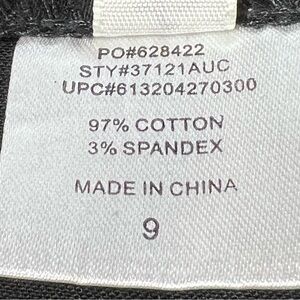 PO#628422
STY#37121AUC
UPC#613204270300
97% COTTON
3% SPANDEX
MADE IN CHINA
9